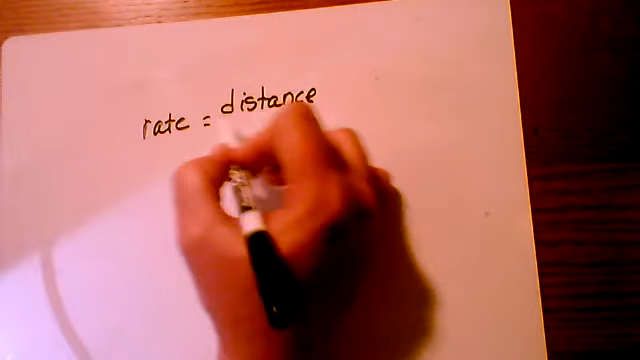 rate = distance